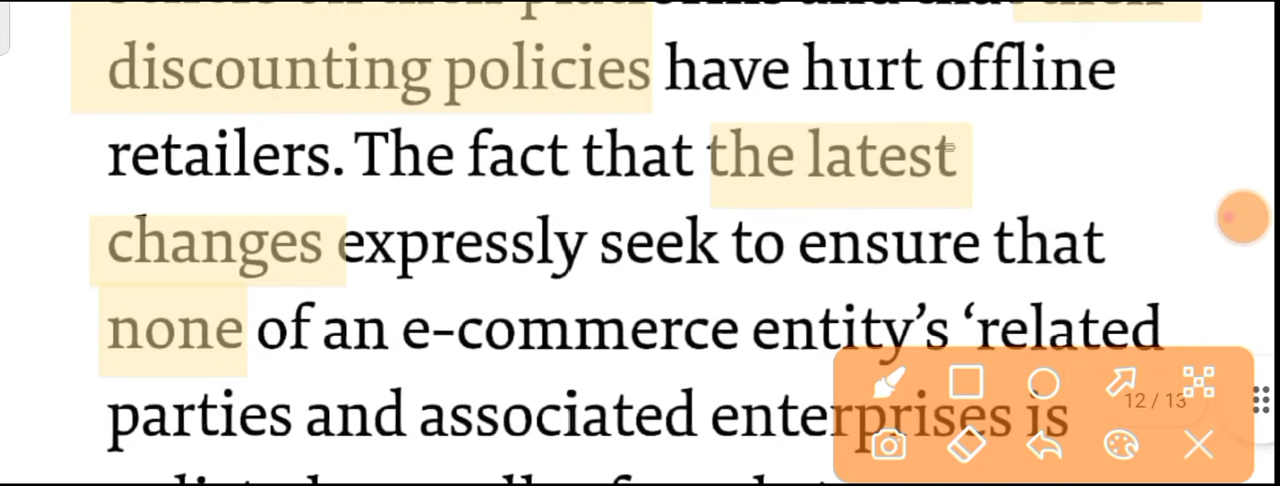 discounting policies have hurt offline
retailers. The fact that the latest
changes expressly seek to ensure that
none of an e-commerce entity's ‘related
parties and associated enterprises is
12 / 13